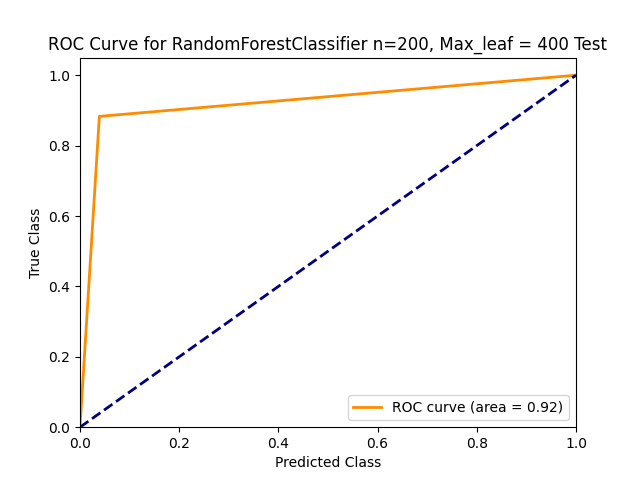 ROC Curve for RandomForestClassifier n=200, Max_leaf = 400 Test
True Class
1.0
0.8
0.6
0.4
0.2
0.0
0.0 0.2 0.4 0.6 0.8 1.0
Predicted Class
ROC curve (area = 0.92)